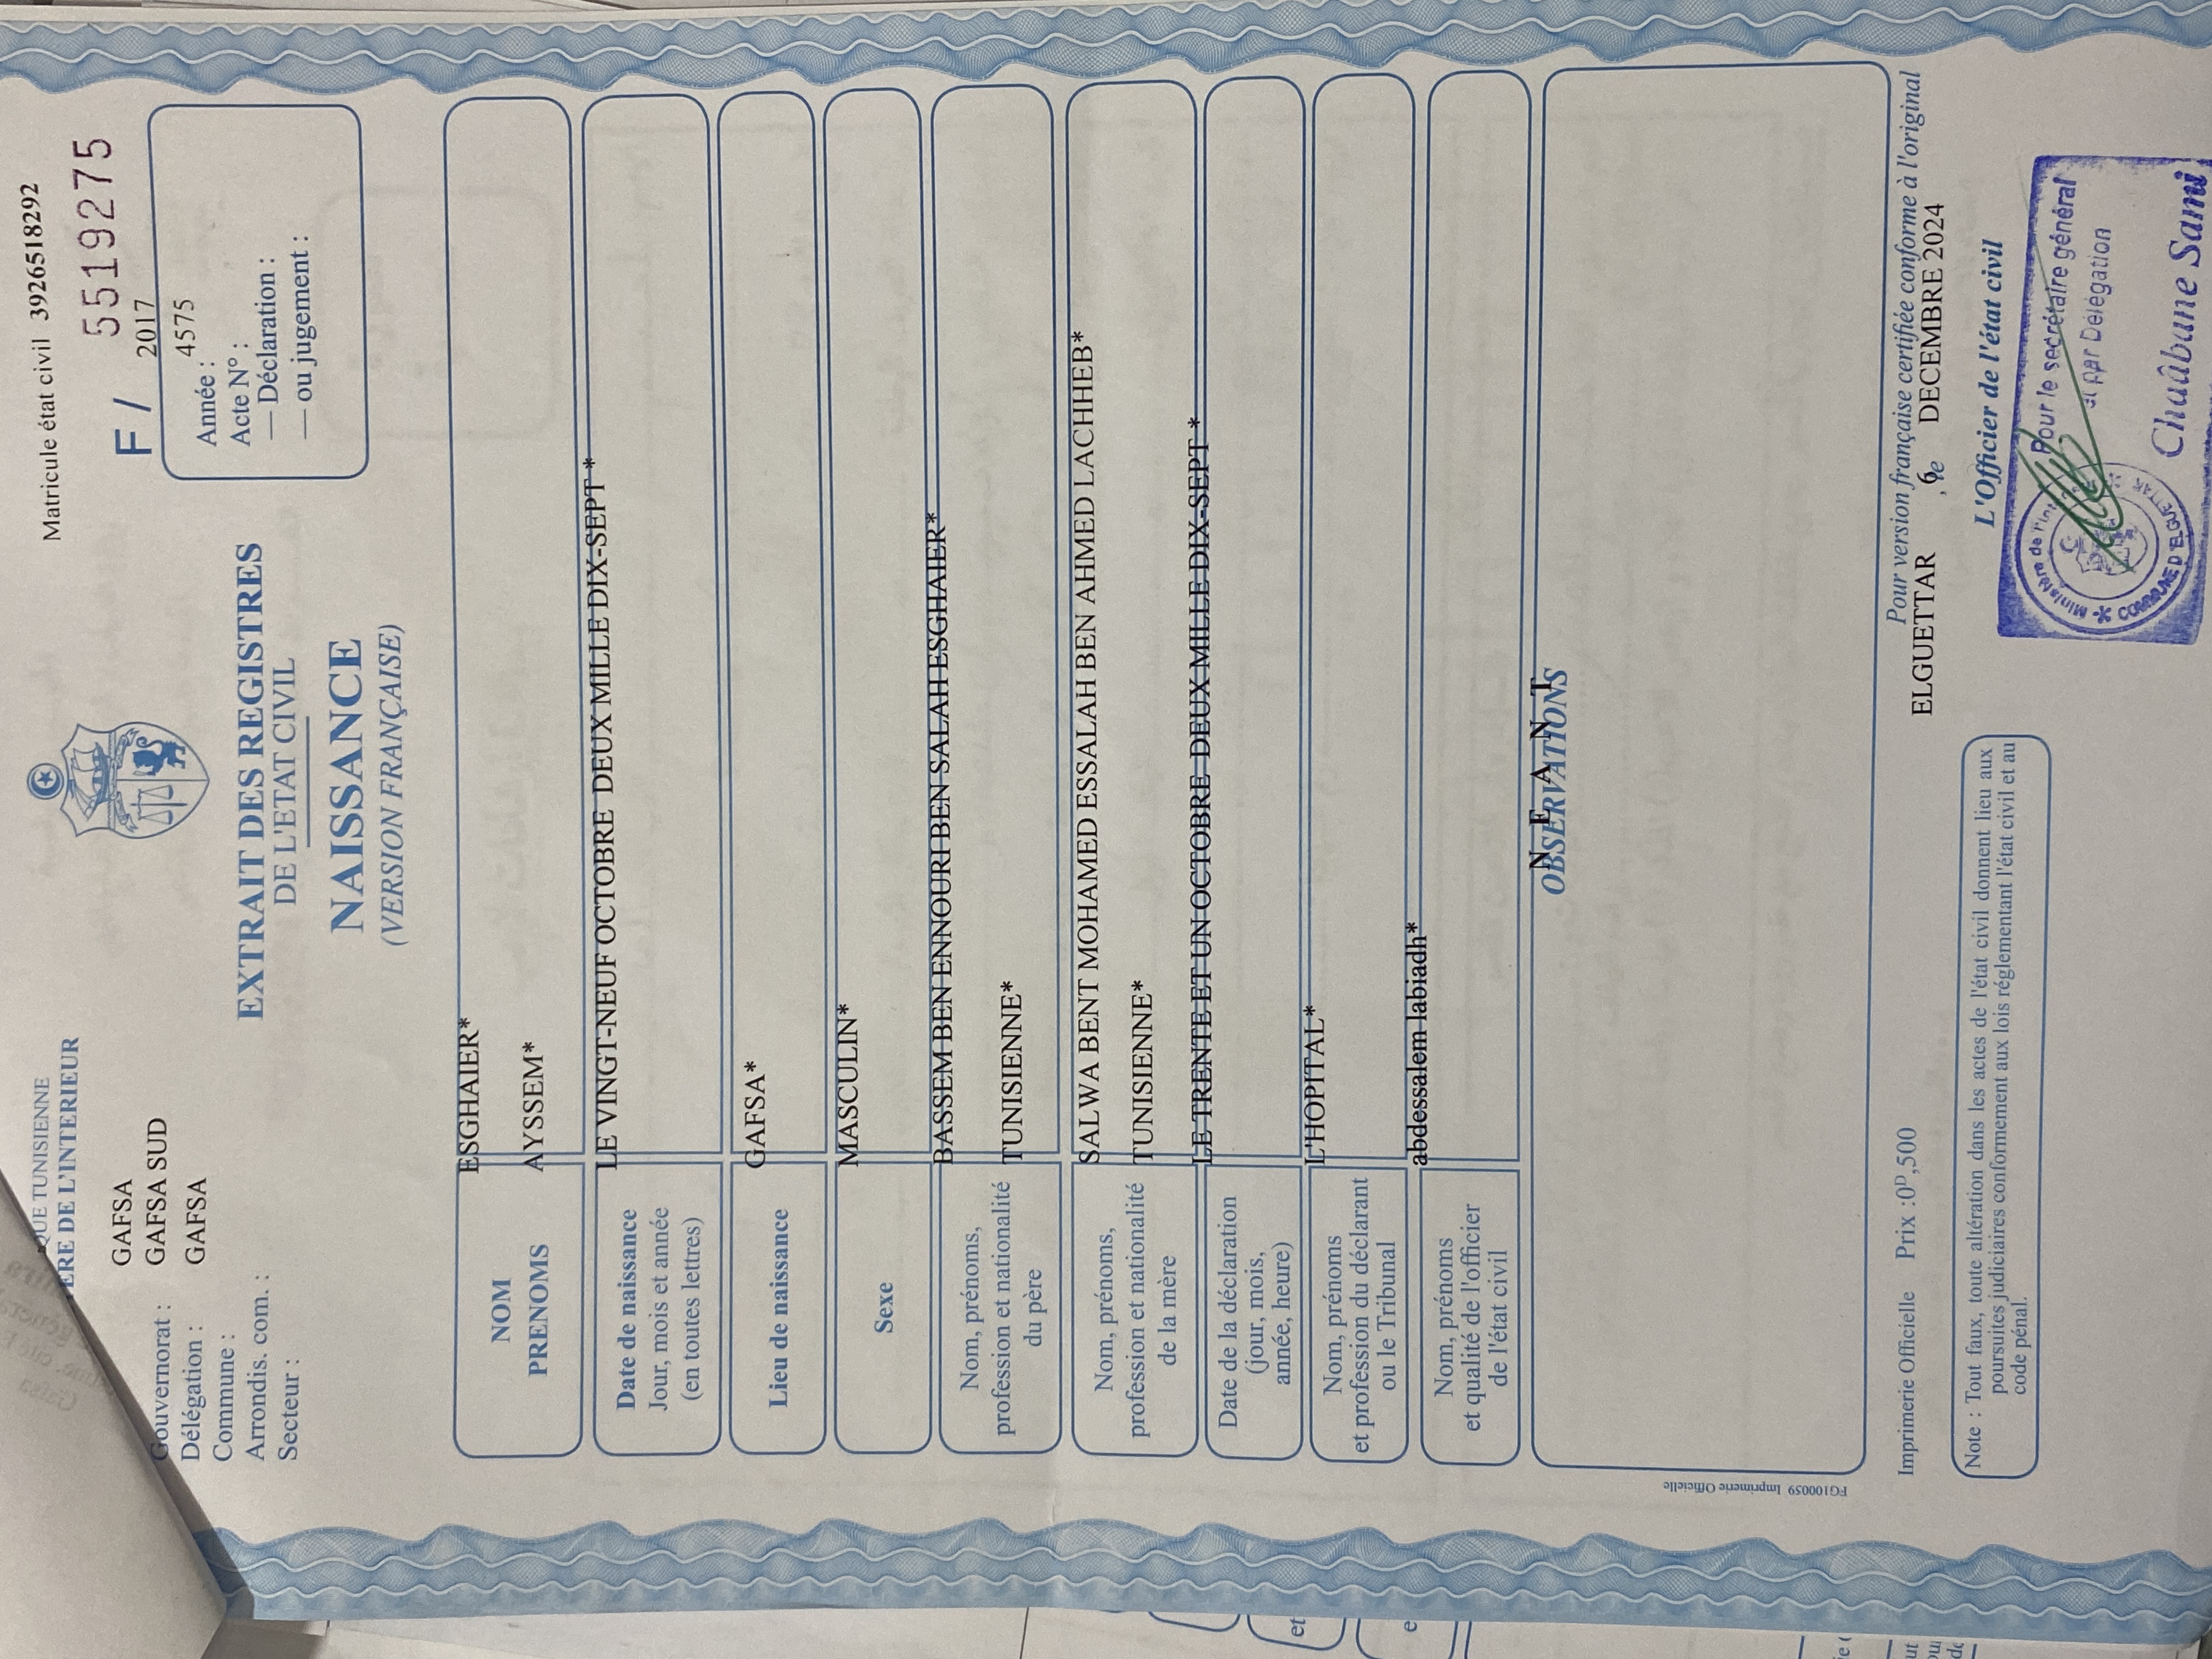 QUE TUNISIENNE
ERE DE L'INTERIEUR
Gouvernorat : GAFSA
Délégation : GAFSA SUD
Commune : GAFSA
Arrondis. com. :
Secteur :
Matricule état civil 39265518292
F / 5519275
Année : 2017
Acte N° : 4575
— Déclaration :
— ou jugement :
EXTRAIT DES REGISTRES
DE L'ETAT CIVIL
NAISSANCE
(VERSION FRANÇAISE)
NOM ESGHAIER*
PRENOMS AYSSEM*
Date de naissance
Jour, mois et année
(en toutes lettres)
LE VINGT-NEUF OCTOBRE DEUX MILLE DIX-SEPT *
Lieu de naissance
GAFSA*
Sexe
MASCULIN*
Nom, prénoms,
profession et nationalité
du père
BASSEM BEN ENNOURI BEN SALAH ESGHAIER*
TUNISIENNE*
Nom, prénoms,
profession et nationalité
de la mère
SALWA BENT MOHAMED ESSALAH BEN AHMED LACHHEB*
TUNISIENNE*
Date de la déclaration
(jour, mois,
année, heure)
LE TRENTE ET UN OCTOBRE DEUX MILLE DIX-SEPT *
Nom, prénoms
et profession du déclarant
ou le Tribunal
L'HOPITAL*
Nom, prénoms
et qualité de l'officier
de l'état civil
abdessalem labiadh*
OBSERVATIONS
N E A N T
FG100059 Imprimerie Officielle
Imprimerie Officielle Prix :0ᴰ,500
Pour version française certifiée conforme à l'original
ELGUETTAR , le 6 DECEMBRE 2024
L'Officier de l'état civil
Pour le secrétaire général
par Délégation
Chaâbane Sami
COMMUNE D'ELGUETTAR
Note : Tout faux, toute altération dans les actes de l'état civil donnent lieu aux
poursuites judiciaires conformement aux lois réglementant l'état civil et au
code pénal.